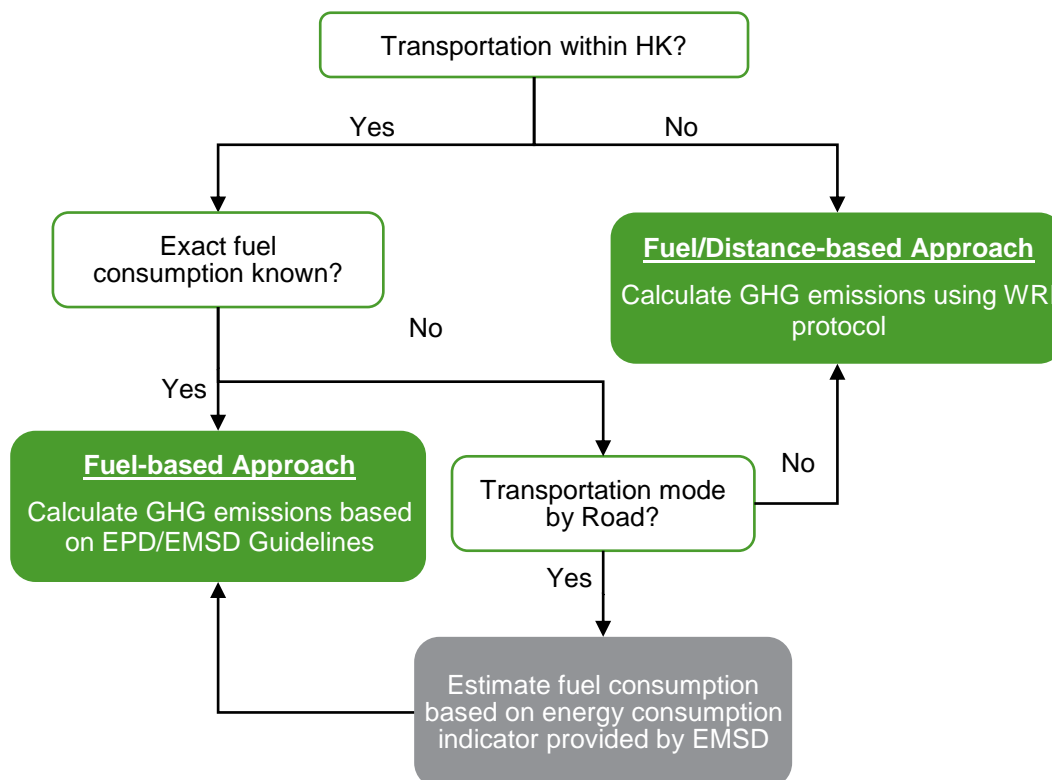 Transportation within HK?
Yes
No
Exact fuel
consumption known?
Fuel/Distance-based Approach
Calculate GHG emissions using WRI
protocol
No
Yes
Fuel-based Approach
Calculate GHG emissions based
on EPD/EMSD Guidelines
Transportation mode
by Road?
No
Yes
Estimate fuel consumption
based on energy consumption
indicator provided by EMSD